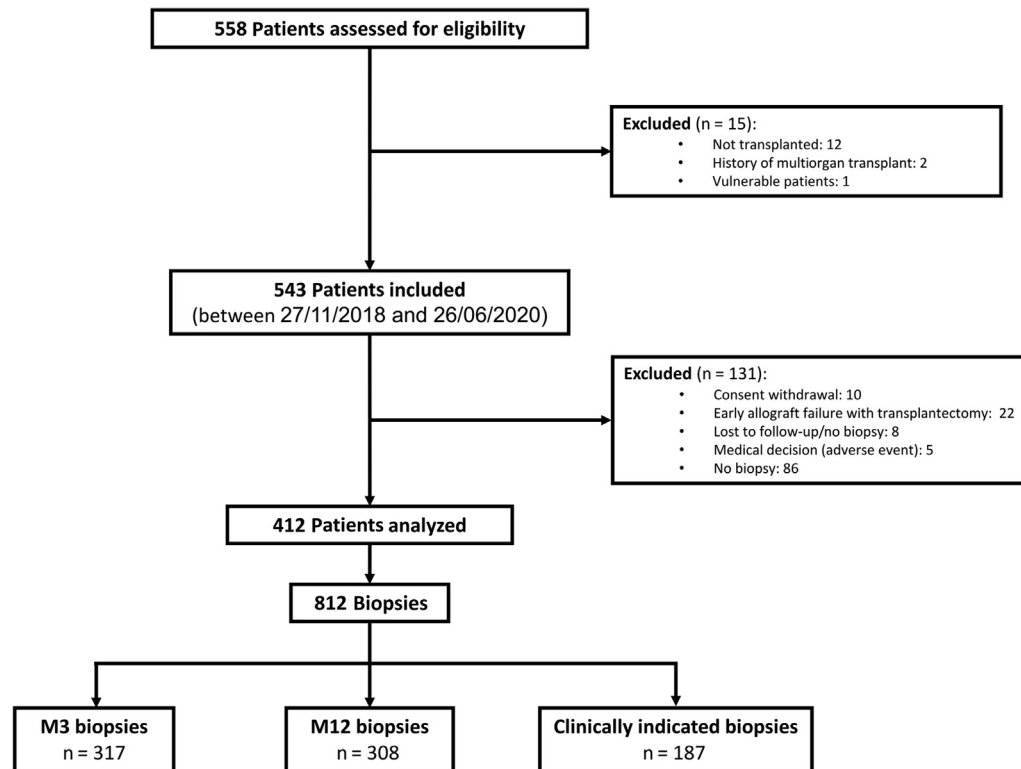 558 Patients assessed for eligibility
Excluded (n = 15):
• Not transplanted: 12
• History of multiorgan transplant: 2
• Vulnerable patients: 1
543 Patients included
(between 27/11/2018 and 26/06/2020)
Excluded (n = 131):
• Consent withdrawal: 10
• Early allograft failure with transplantectomy: 22
• Lost to follow-up/no biopsy: 8
• Medical decision (adverse event): 5
• No biopsy: 86
412 Patients analyzed
812 Biopsies
M3 biopsies
n = 317
M12 biopsies
n = 308
Clinically indicated biopsies
n = 187